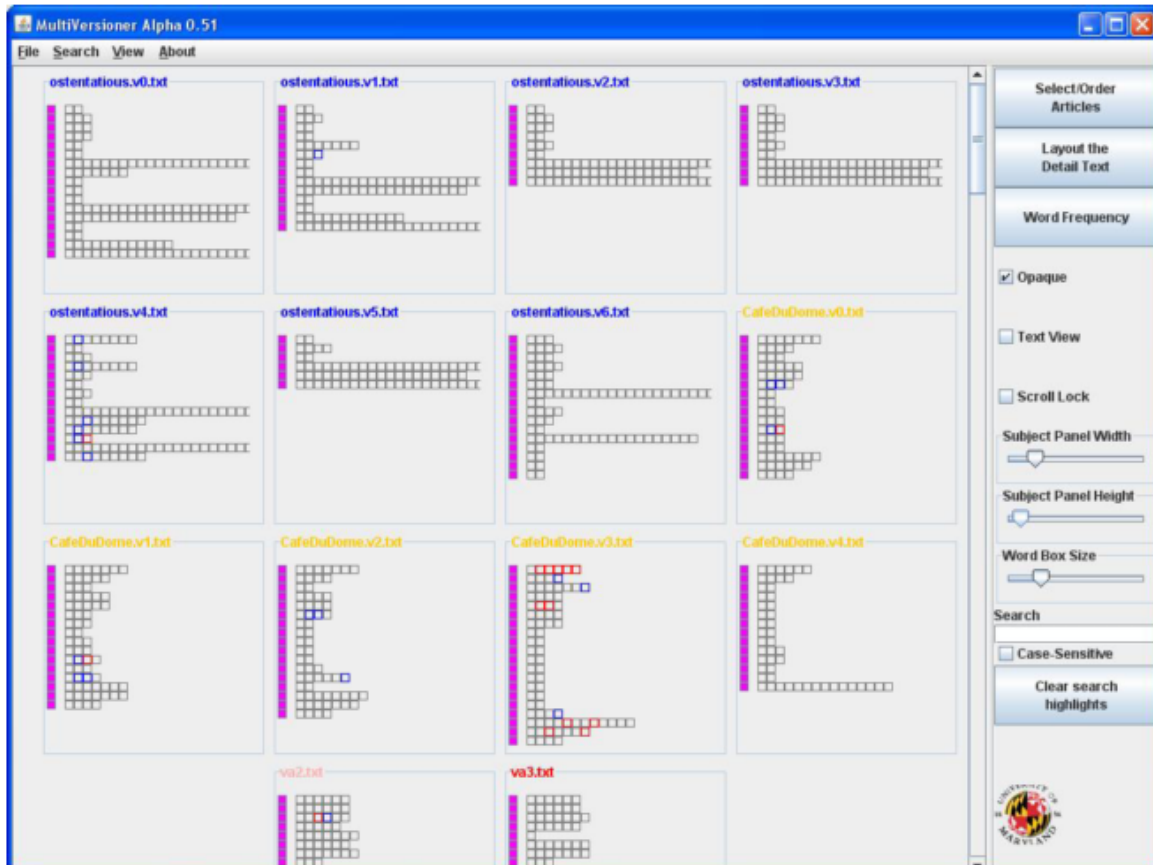 MultiVersioner Alpha 0.51
File Search View About
ostentatious.v0.txt
ostentatious.v1.txt
ostentatious.v2.txt
ostentatious.v3.txt
ostentatious.v4.txt
ostentatious.v5.txt
ostentatious.v6.txt
CafeDuDome.v0.txt
CafeDuDome.v1.txt
CafeDuDome.v2.txt
CafeDuDome.v3.txt
CafeDuDome.v4.txt
va2.txt
va3.txt
Select/Order
Articles
Layout the
Detail Text
Word Frequency
Opaque
Text View
Scroll Lock
Subject Panel Width
Subject Panel Height
Word Box Size
Search
Case-Sensitive
Clear search
highlights
UNIVERSITY OF
MARYLAND